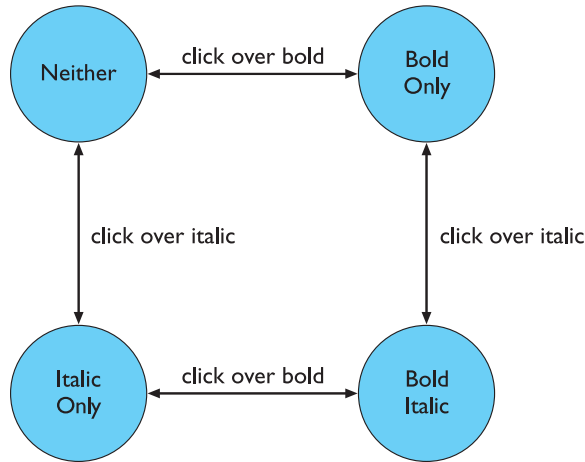 Neither
click over bold
Bold
Only
click over italic
click over italic
Italic
Only
click over bold
Bold
Italic